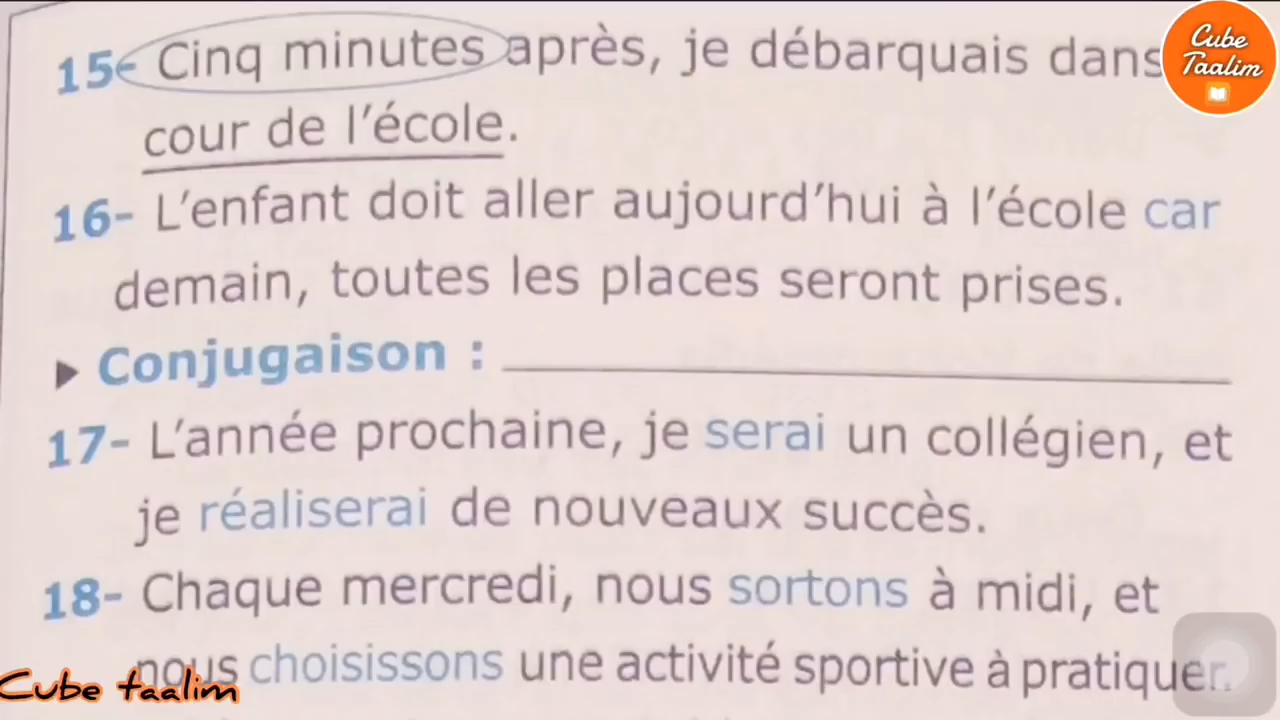 15- Cinq minutes après, je débarquais dans
cour de l'école.
16- L'enfant doit aller aujourd'hui à l'école car
demain, toutes les places seront prises.
Conjugaison :
17- L'année prochaine, je serai un collégien, et
je réaliserai de nouveaux succès.
18- Chaque mercredi, nous sortons à midi, et
nous choisissons une activité sportive à pratiquer.
Cube Taalim
Cube taalim